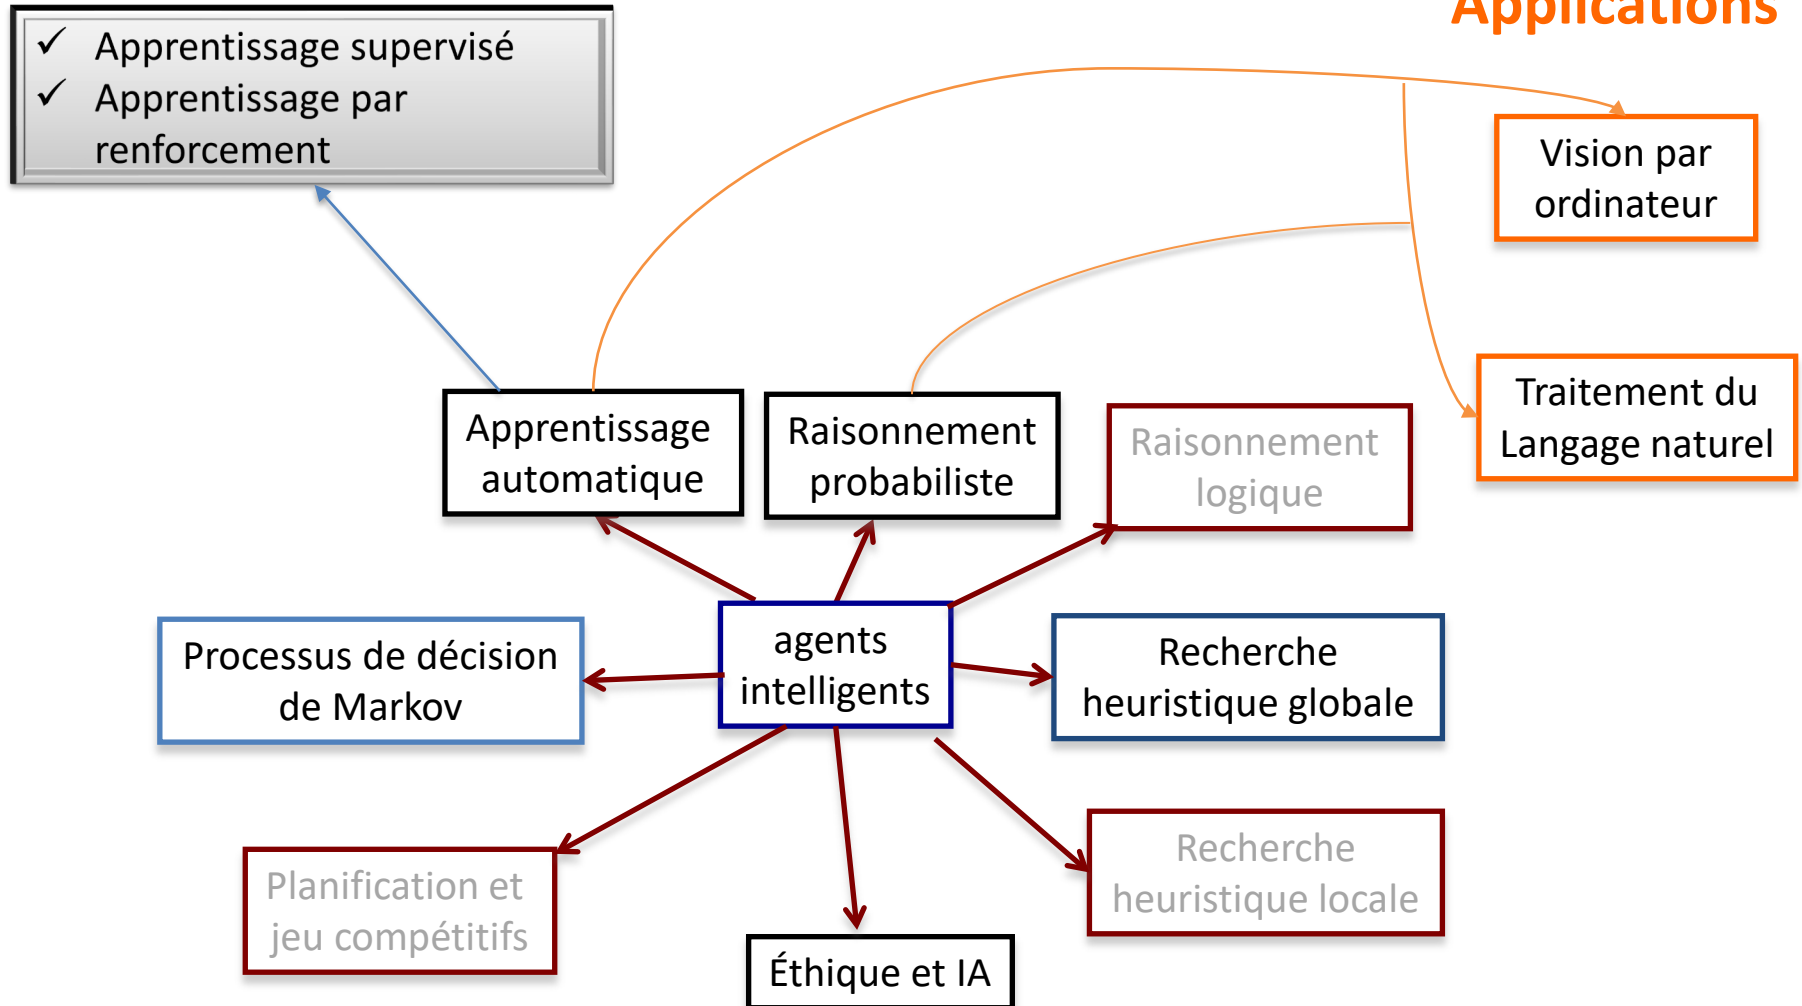 Applications
✓ Apprentissage supervisé
✓ Apprentissage par
renforcement
Vision par
ordinateur
Traitement du
Langage naturel
Apprentissage
automatique
Raisonnement
probabiliste
Raisonnement
logique
Processus de décision
de Markov
agents
intelligents
Recherche
heuristique globale
Planification et
jeu compétitifs
Recherche
heuristique locale
Éthique et IA